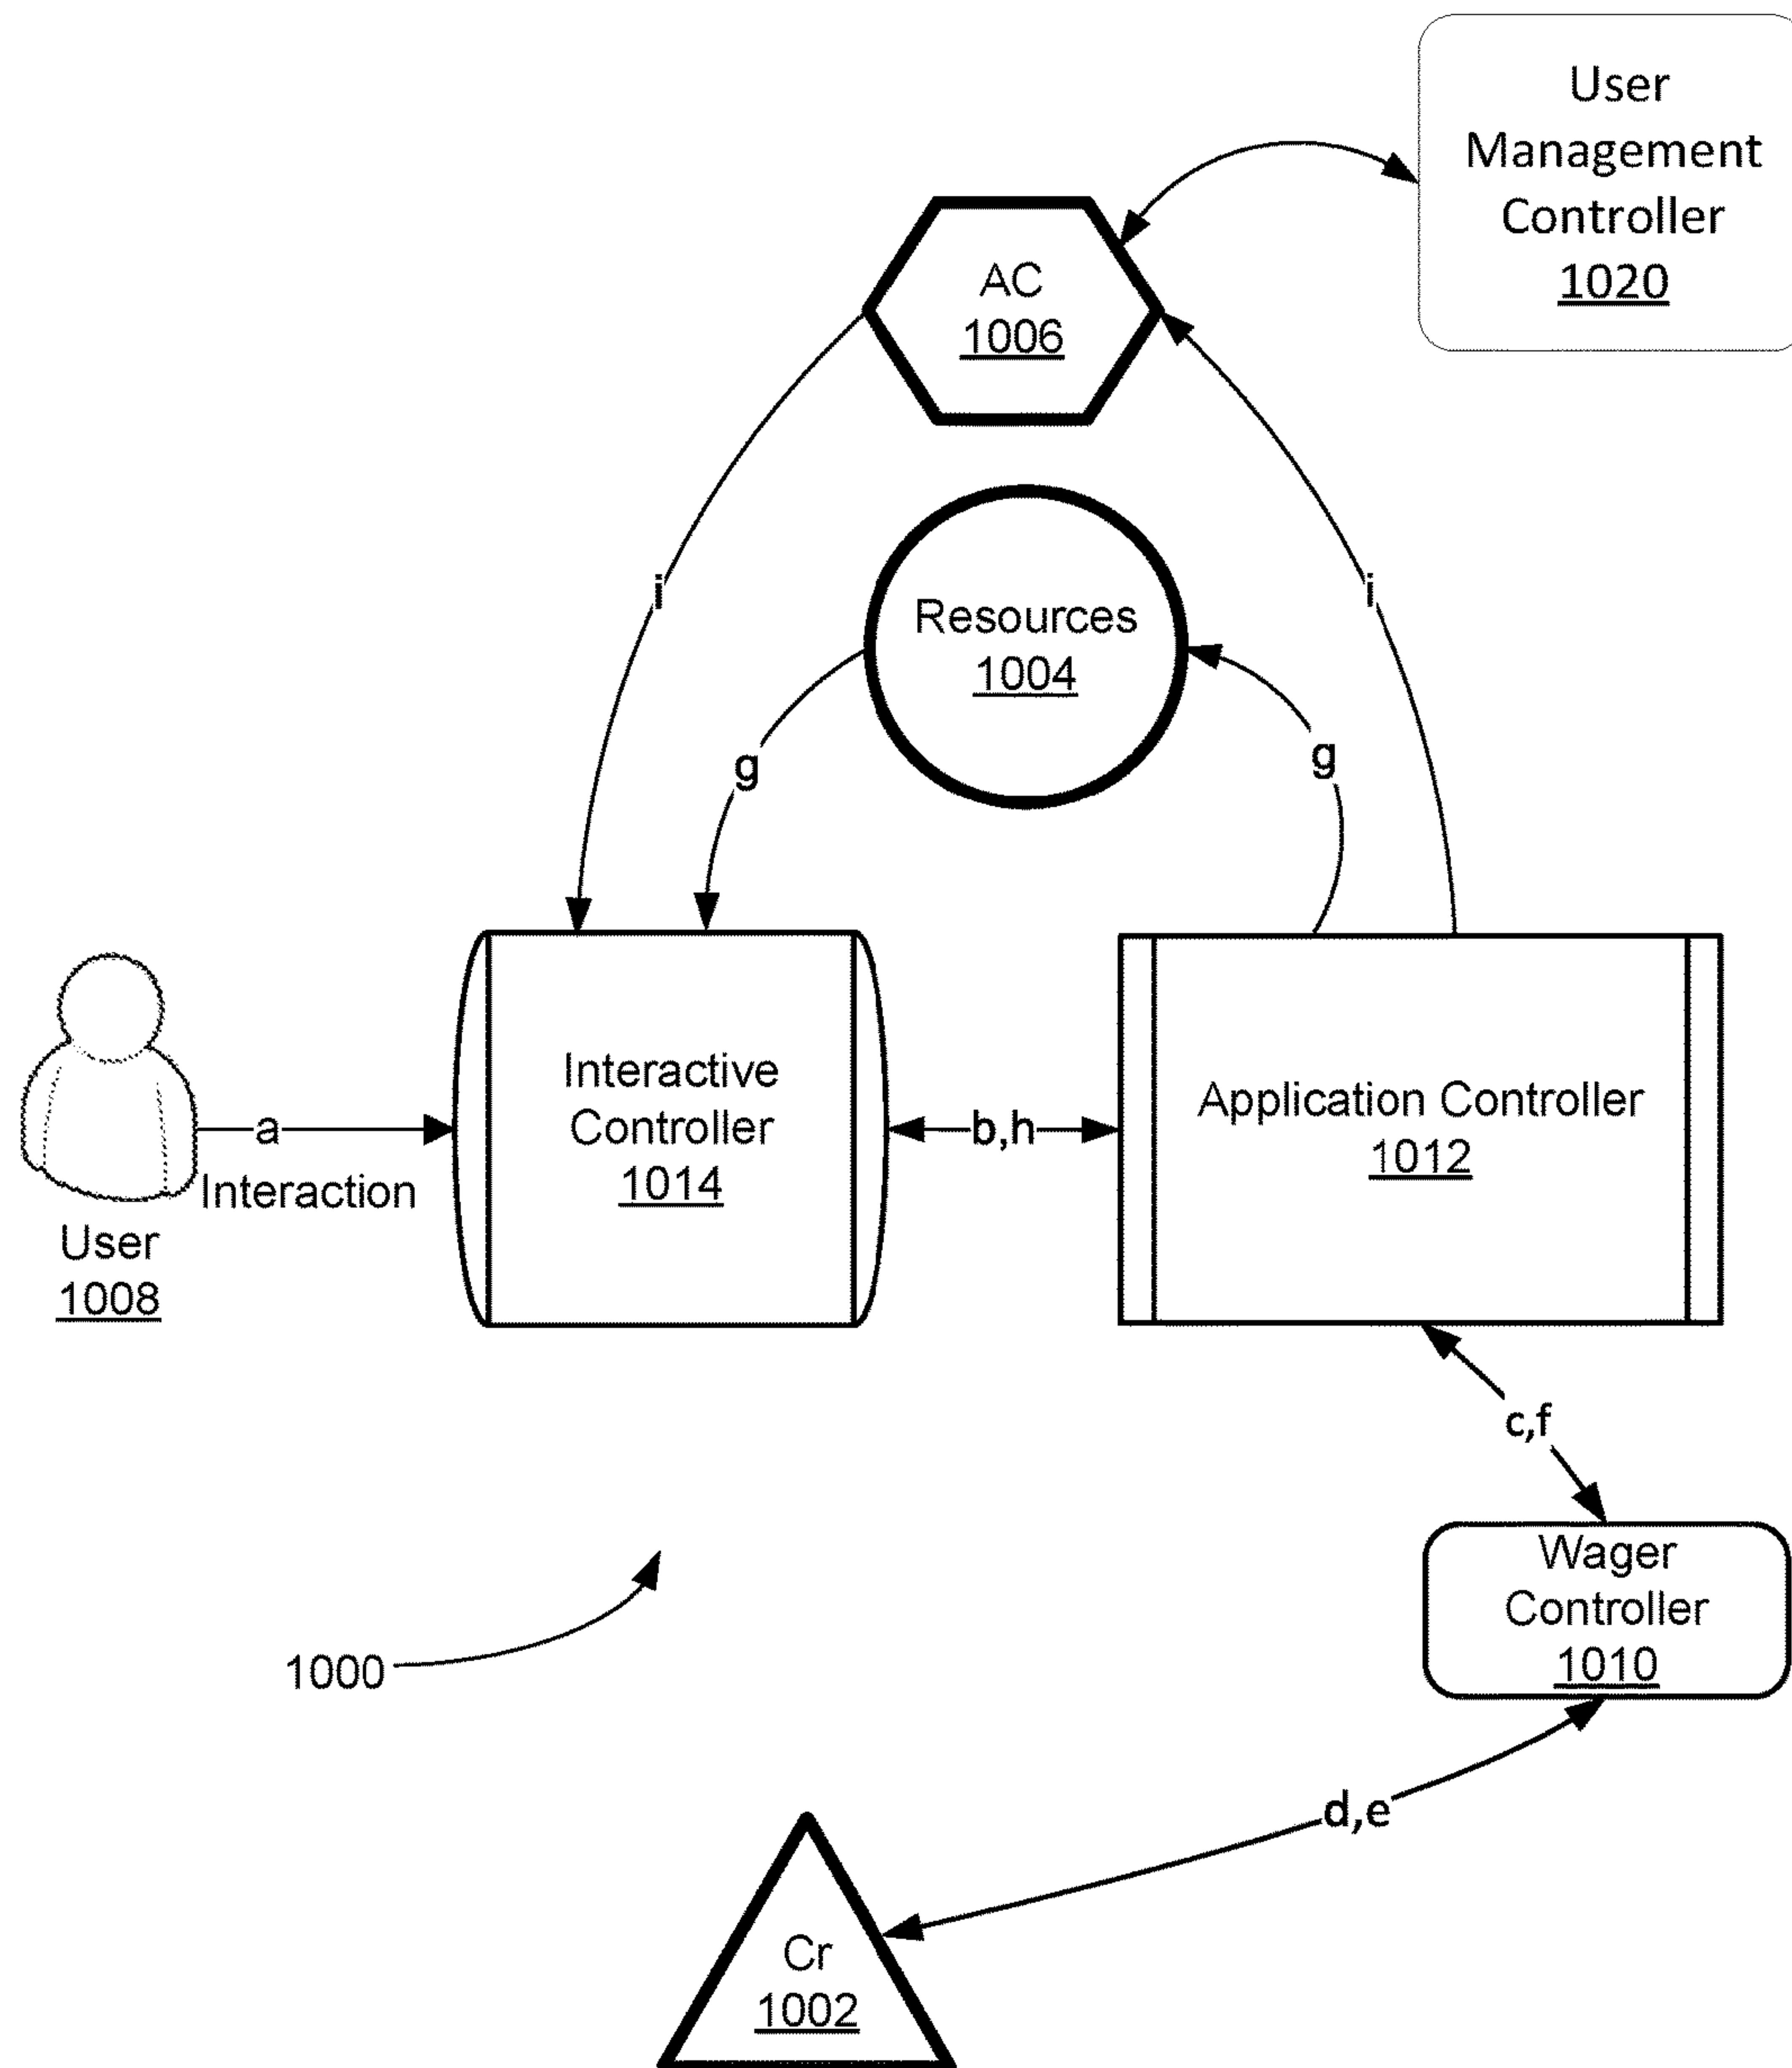 User
Management
Controller
1020
AC
1006
i
i
Resources
1004
g
g
Interactive
Controller
1014
Application Controller
1012
a
Interaction
b,h
User
1008
c,f
Wager
Controller
1010
1000
d,e
Cr
1002